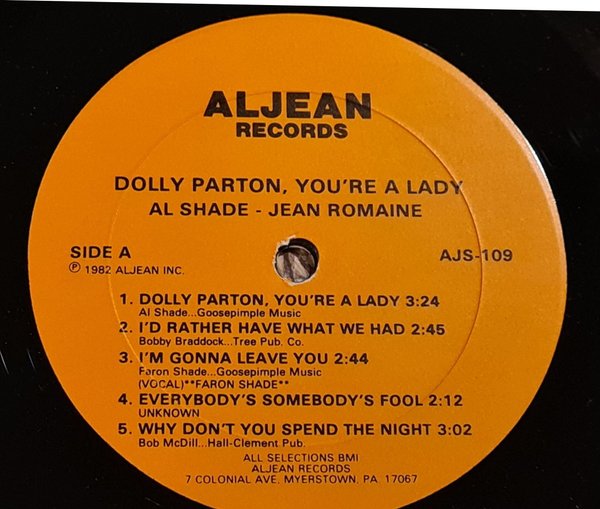 ALJEAN
RECORDS
DOLLY PARTON, YOU'RE A LADY
AL SHADE - JEAN ROMAINE
SIDE A
AJS-109
℗ 1982 ALJEAN INC.
1. DOLLY PARTON, YOU'RE A LADY 3:24
Al Shade...Goosepimple Music
2. I'D RATHER HAVE WHAT WE HAD 2:45
Bobby Braddock...Tree Pub. Co.
3. I'M GONNA LEAVE YOU 2:44
Faron Shade...Goosepimple Music
(VOCAL)**FARON SHADE**
4. EVERYBODY'S SOMEBODY'S FOOL 2:12
UNKNOWN
5. WHY DON'T YOU SPEND THE NIGHT 3:02
Bob McDill...Hall-Clement Pub.
ALL SELECTIONS BMI
ALJEAN RECORDS
7 COLONIAL AVE. MYERSTOWN, PA 17067